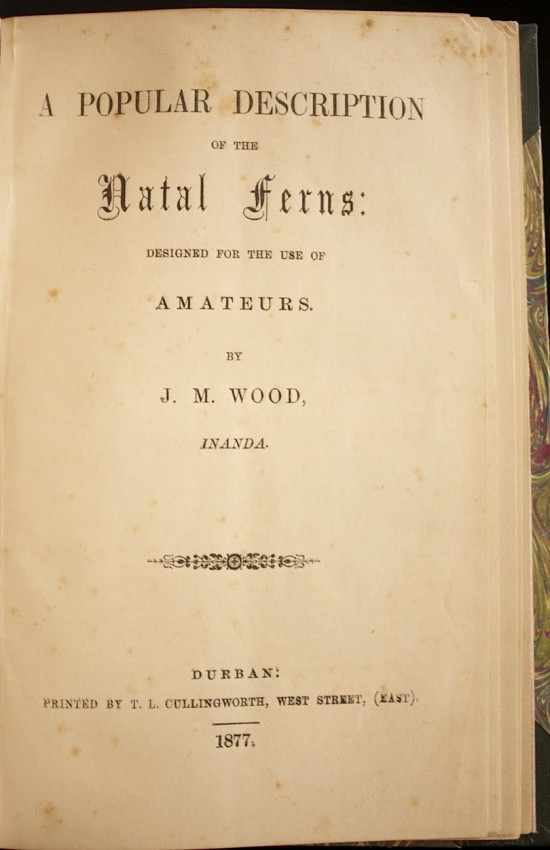 A POPULAR DESCRIPTION
OF THE
Natal Ferns:
DESIGNED FOR THE USE OF
AMATEURS.
BY
J. M. WOOD,
INANDA.
DURBAN:
PRINTED BY T. L. CULLINGWORTH, WEST STREET, (EAST).
1877.